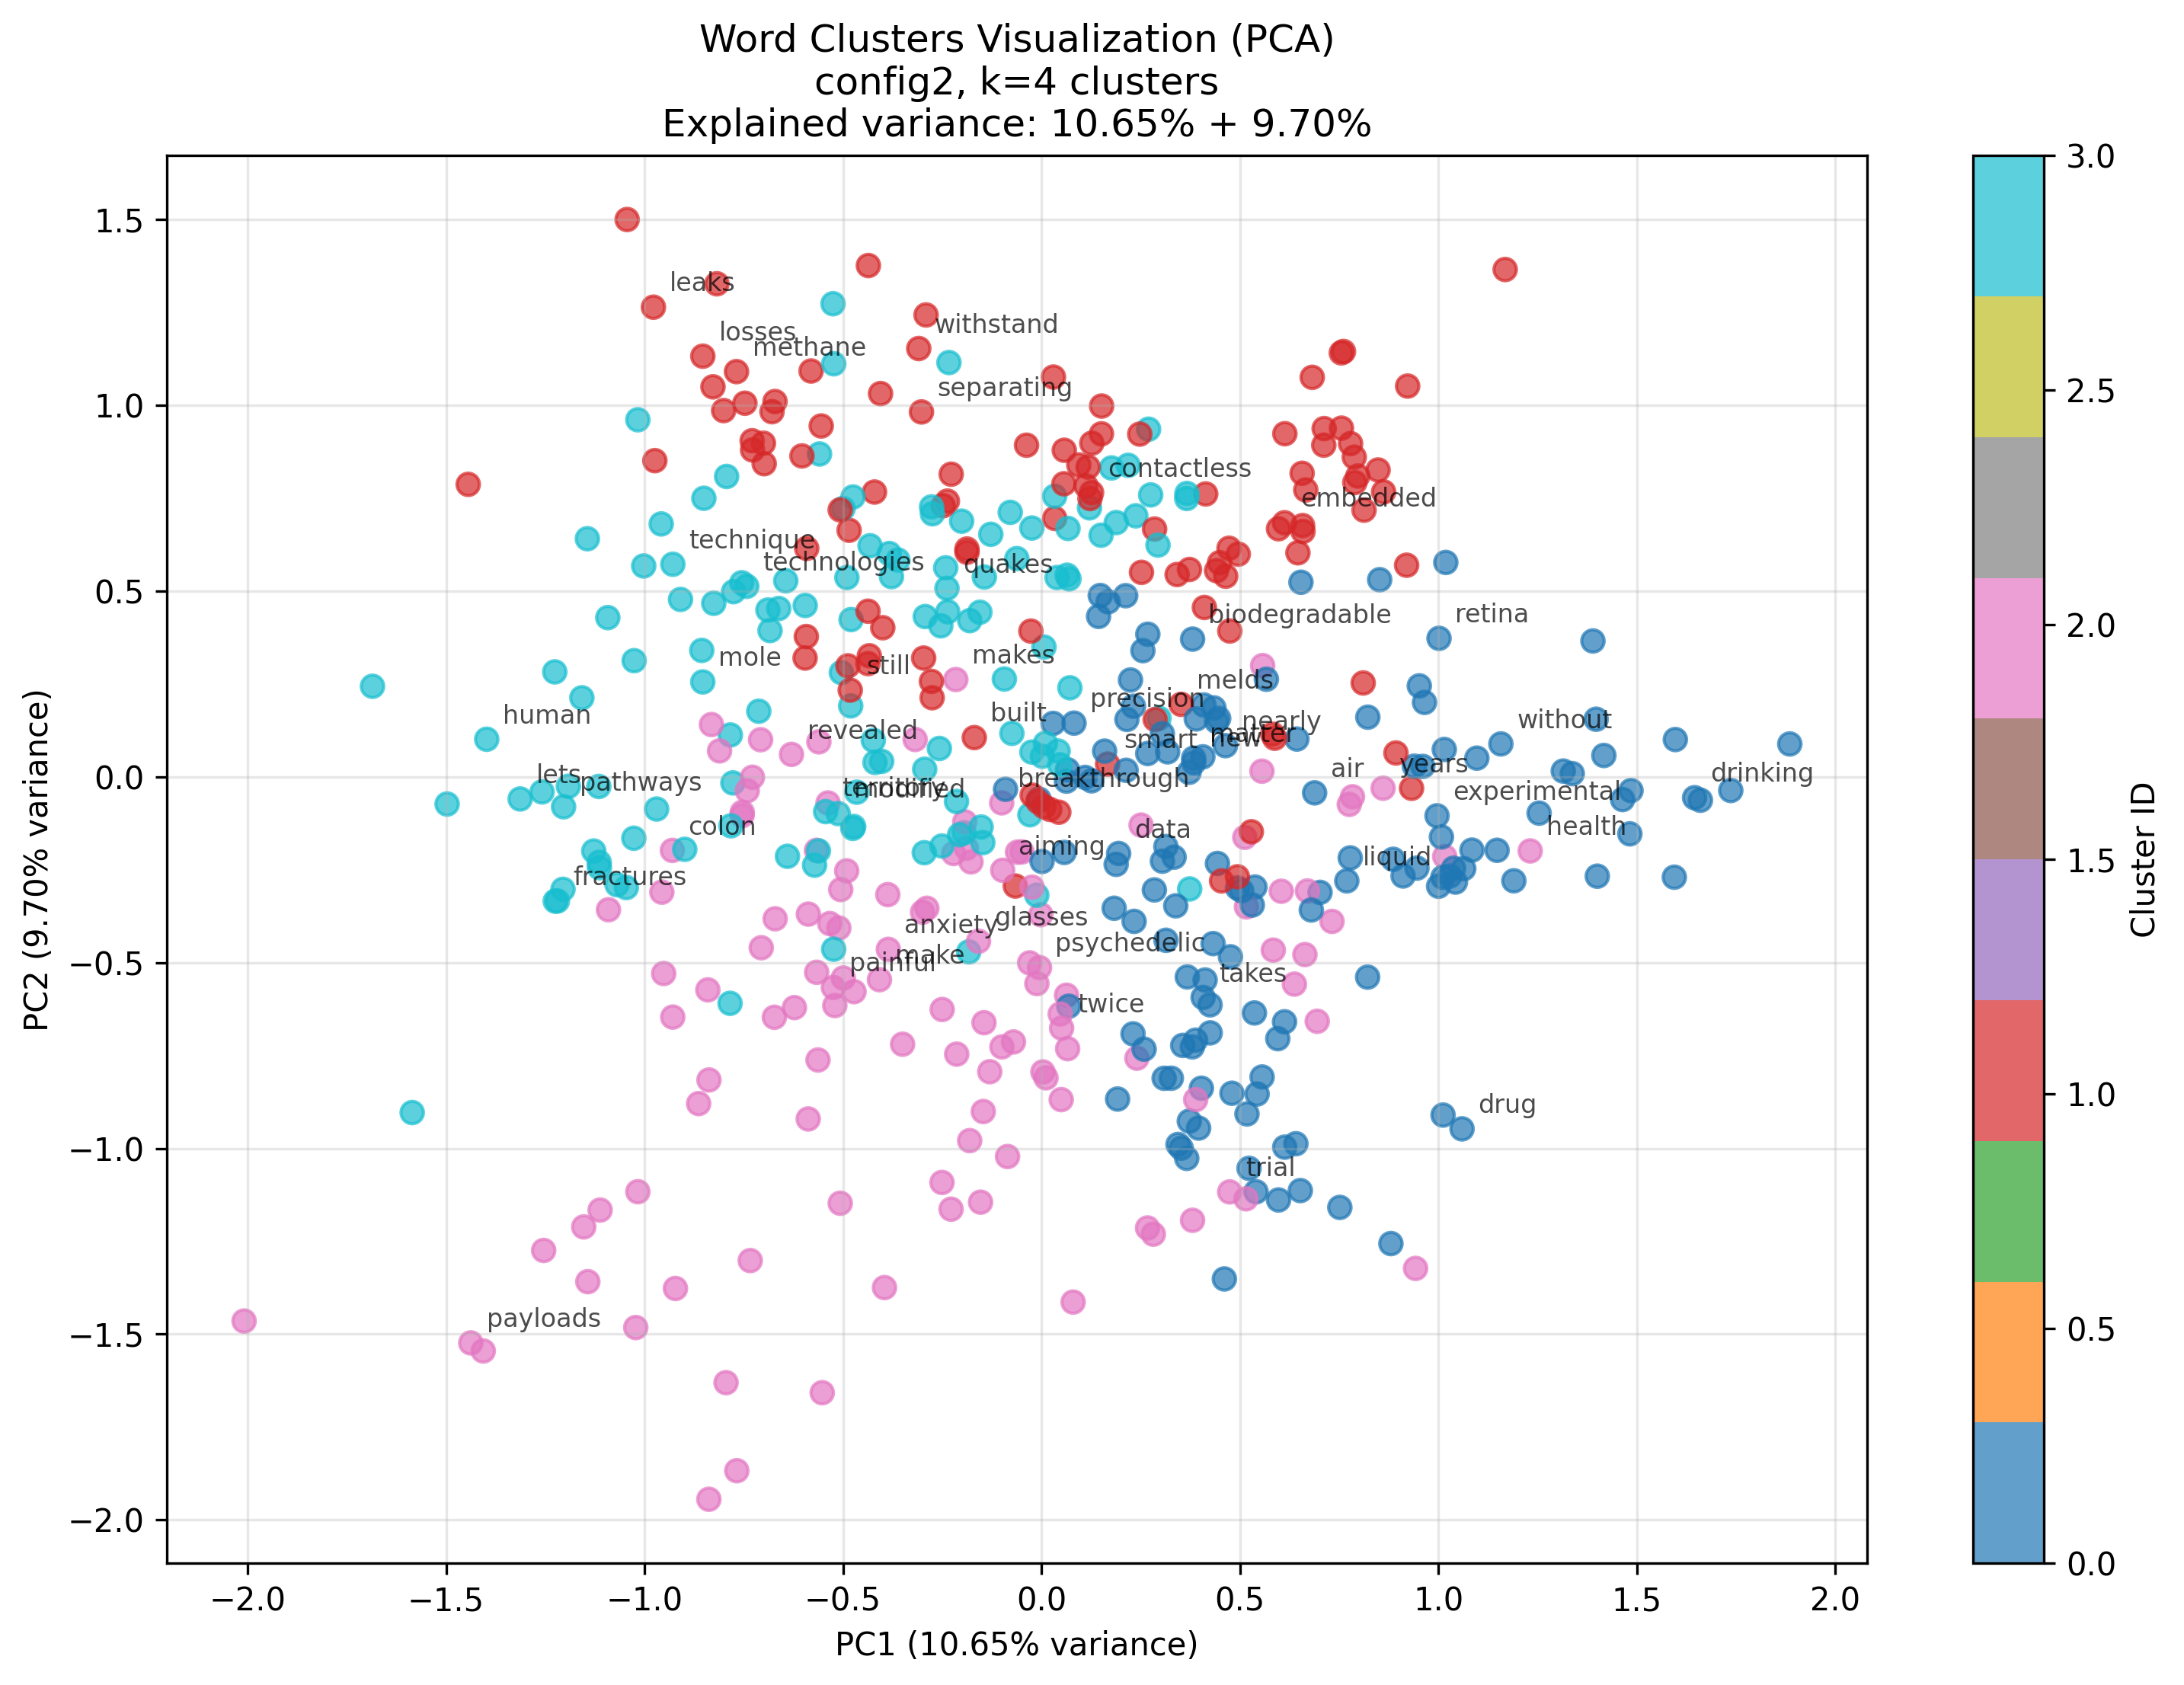 Word Clusters Visualization (PCA)
config2, k=4 clusters
Explained variance: 10.65% + 9.70%
PC2 (9.70% variance)
1.5
1.0
0.5
0.0
−0.5
−1.0
−1.5
−2.0
leaks
losses
methane
withstand
separating
contactless
embedded
technique
technologies
quakes
biodegradable
retina
mole
still
makes
melds
human
revealed
built
precision
nearly
without
matter
smart
new
lets
pathways
territory
modified
breakthrough
air
years
drinking
experimental
colon
aiming
data
health
liquid
fractures
anxiety
glasses
psychedelic
make
painful
takes
twice
drug
trial
payloads
−2.0
−1.5
−1.0
−0.5
0.0
0.5
1.0
1.5
2.0
PC1 (10.65% variance)
3.0
2.5
2.0
1.5
1.0
0.5
0.0
Cluster ID